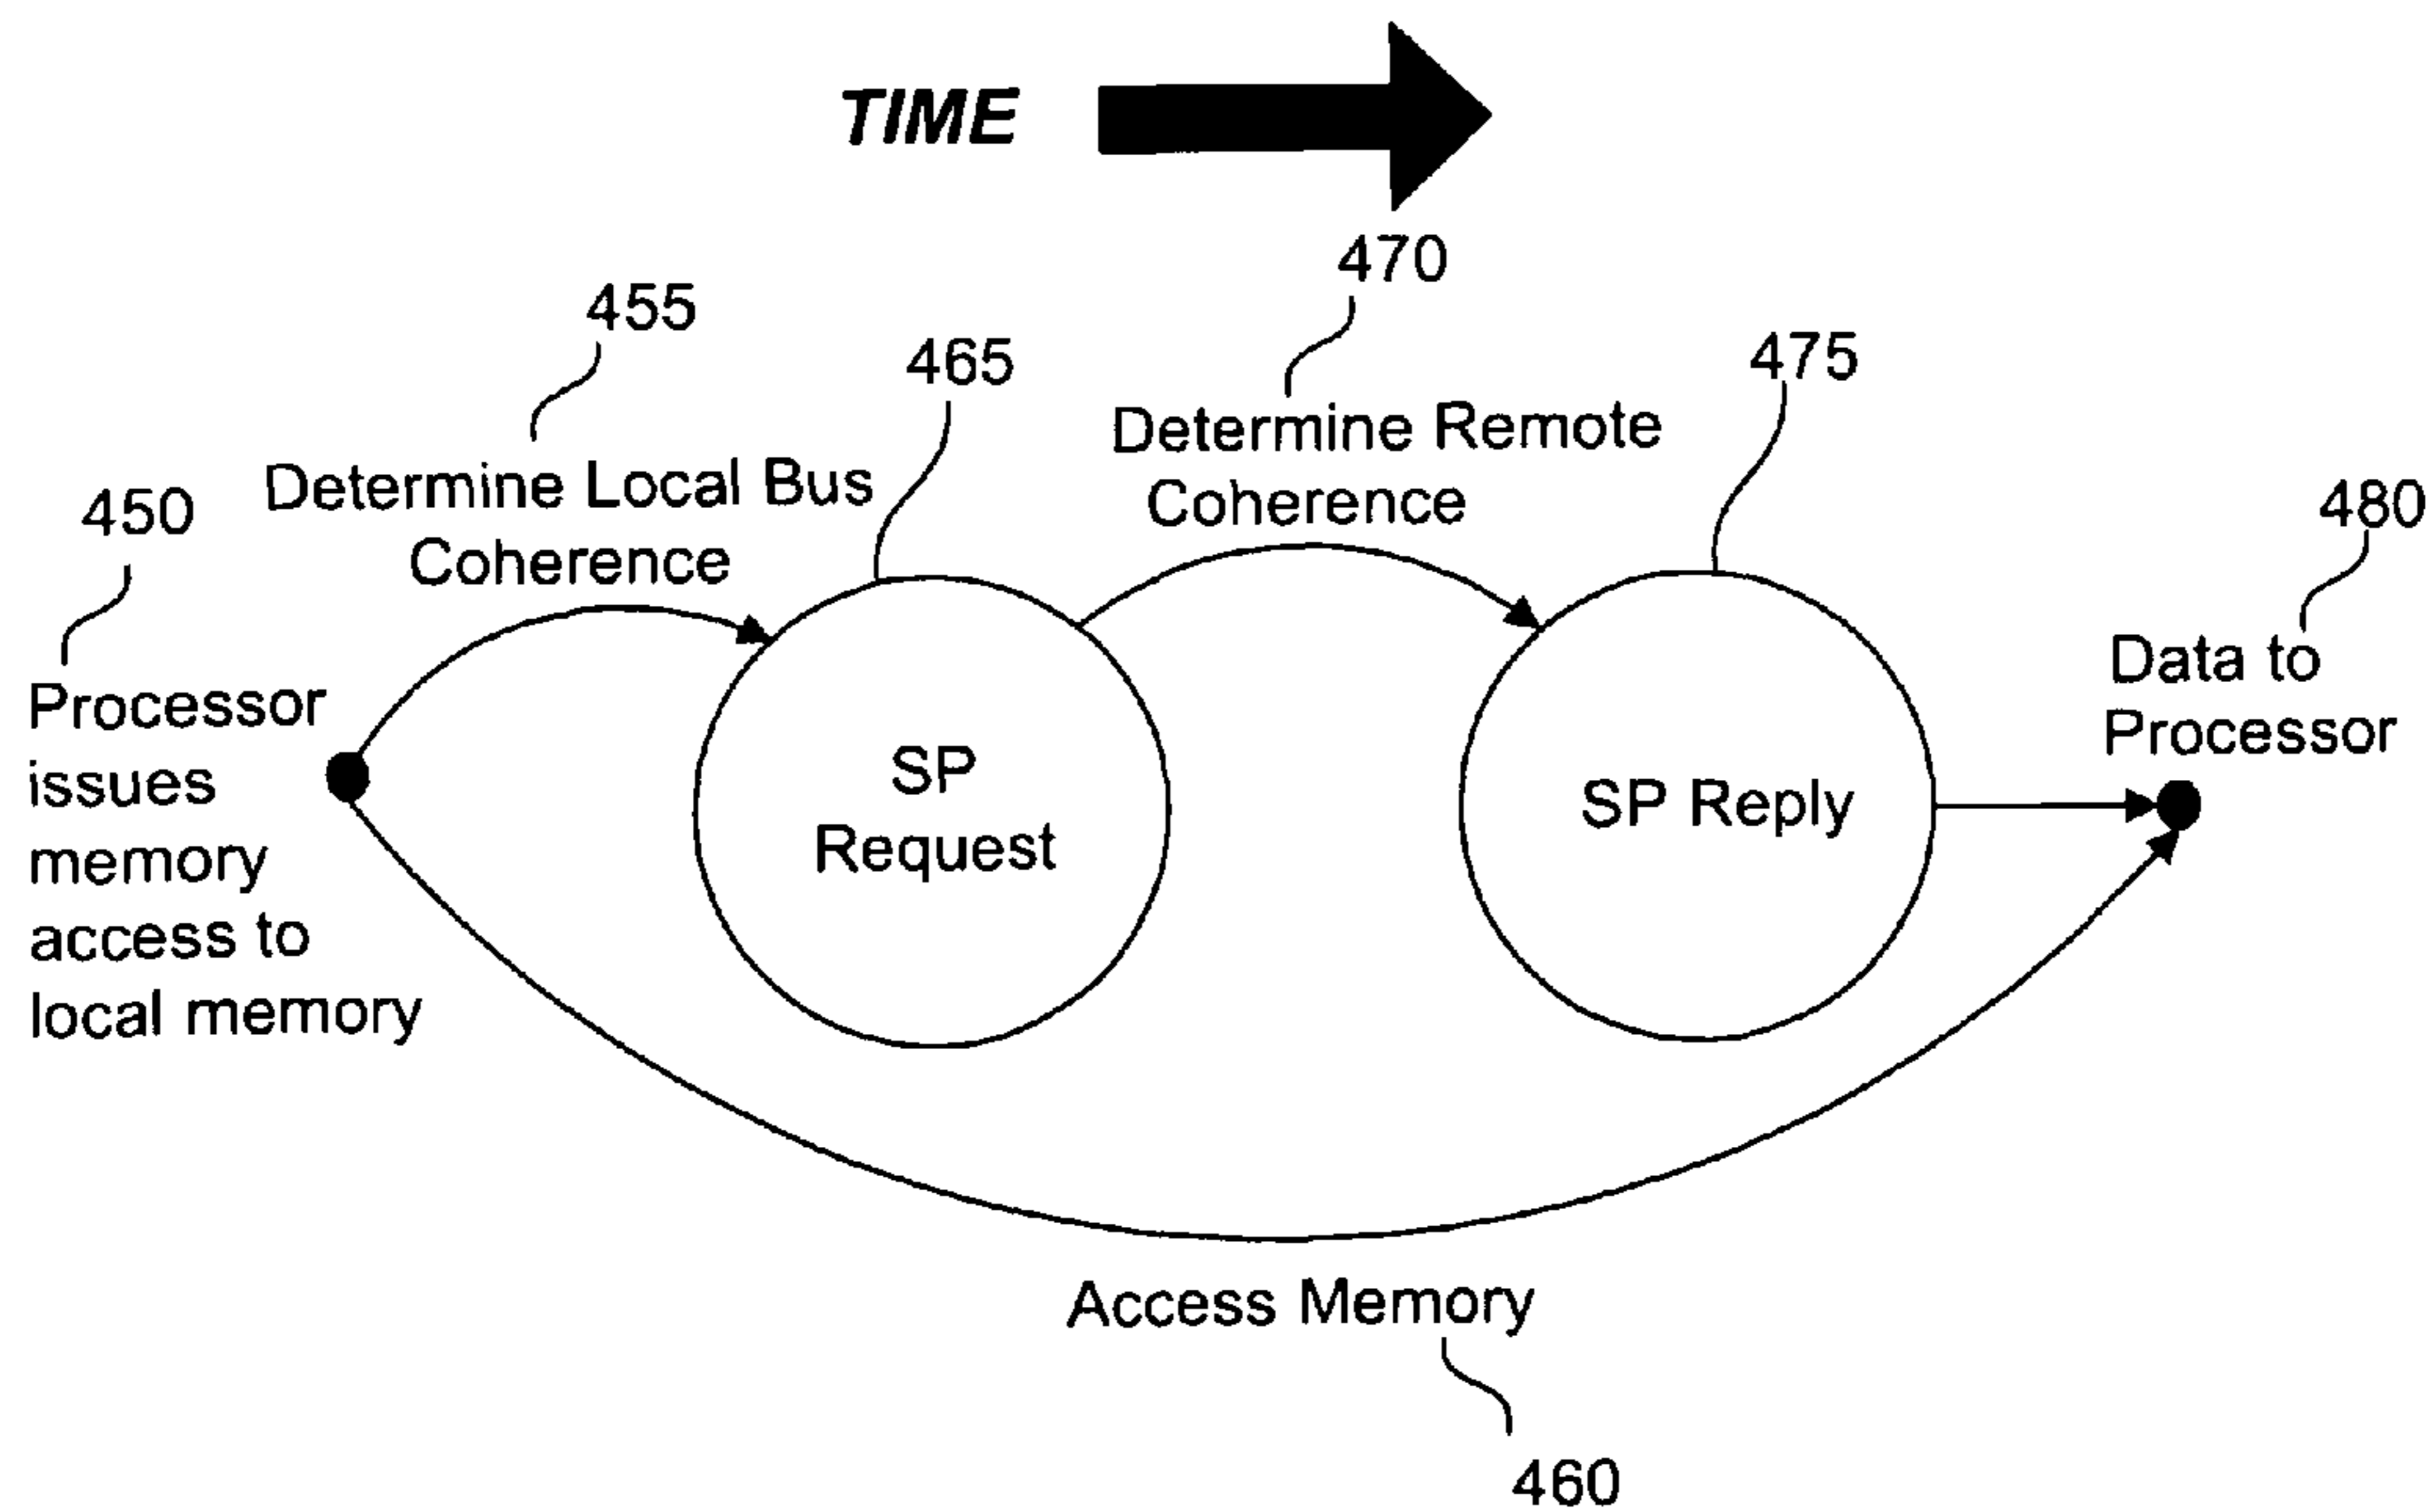 TIME
470
455
465
475
Determine Remote
Coherence
Determine Local Bus
Coherence
450
480
Processor
issues
memory
access to
local memory
SP
Request
SP Reply
Data to
Processor
Access Memory
460